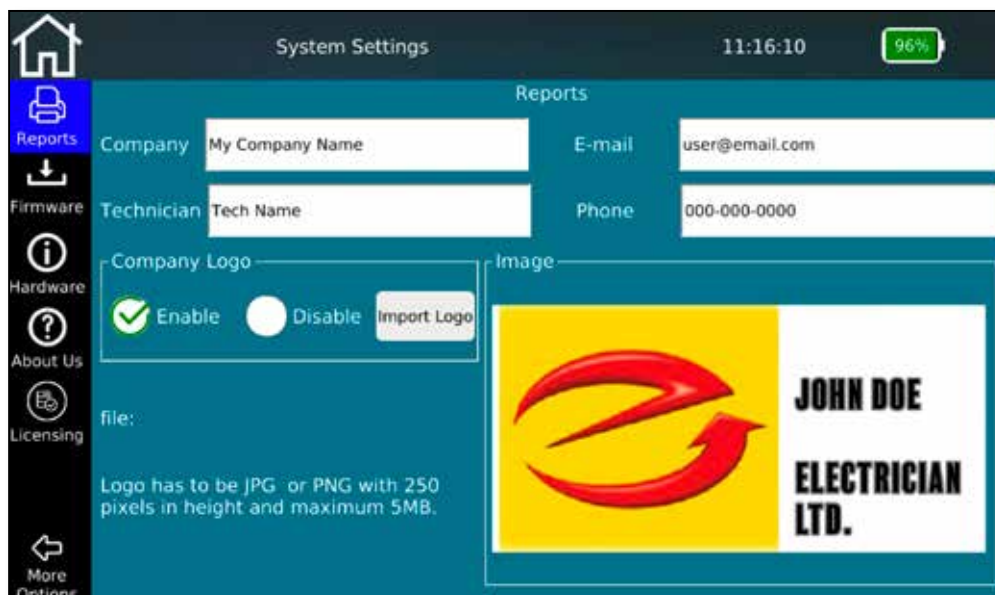 System Settings
11:16:10
96%
Reports
Reports
Company
My Company Name
E-mail
user@email.com
Firmware
Technician
Tech Name
Phone
000-000-0000
Hardware
Company Logo
Enable
Disable
Import Logo
Image
About Us
JOHN DOE
ELECTRICIAN
LTD.
Licensing
file:
Logo has to be JPG or PNG with 250
pixels in height and maximum 5MB.
More
Options